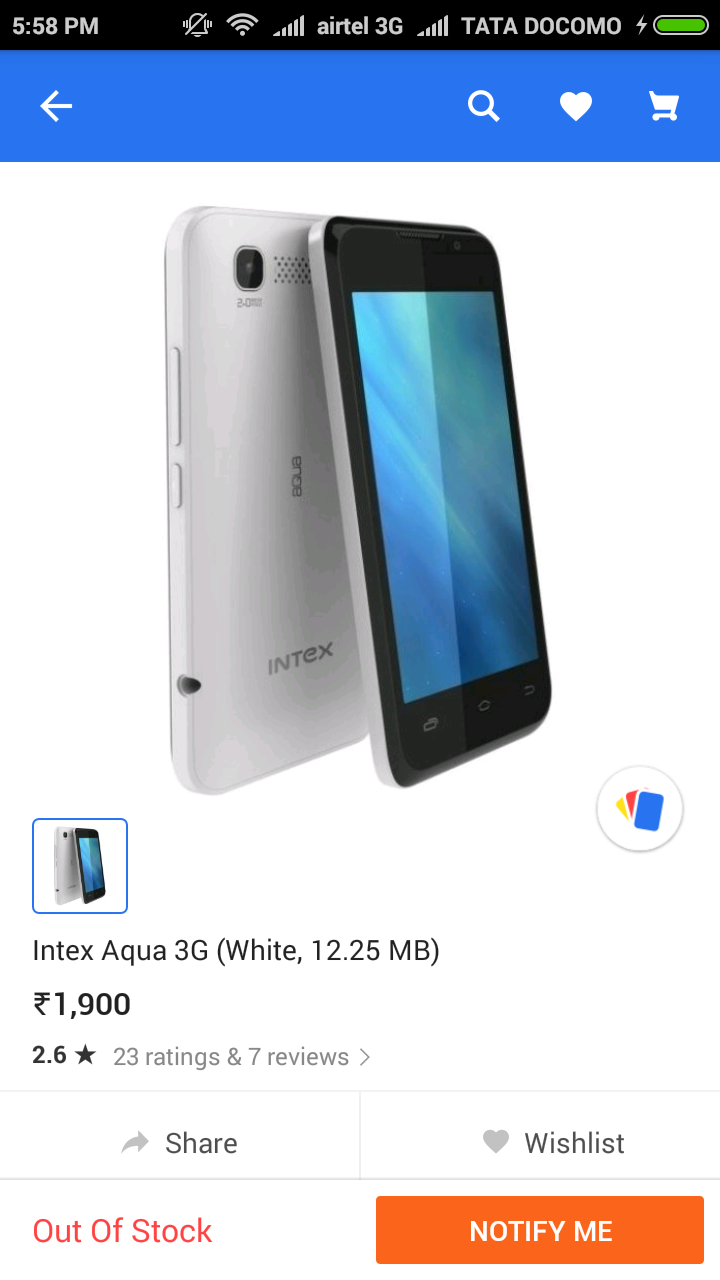 5:58 PM airtel 3G TATA DOCOMO
aqua
INTEX
Intex Aqua 3G (White, 12.25 MB)
₹1,900
2.6 ★ 23 ratings & 7 reviews
Share Wishlist
Out Of Stock NOTIFY ME